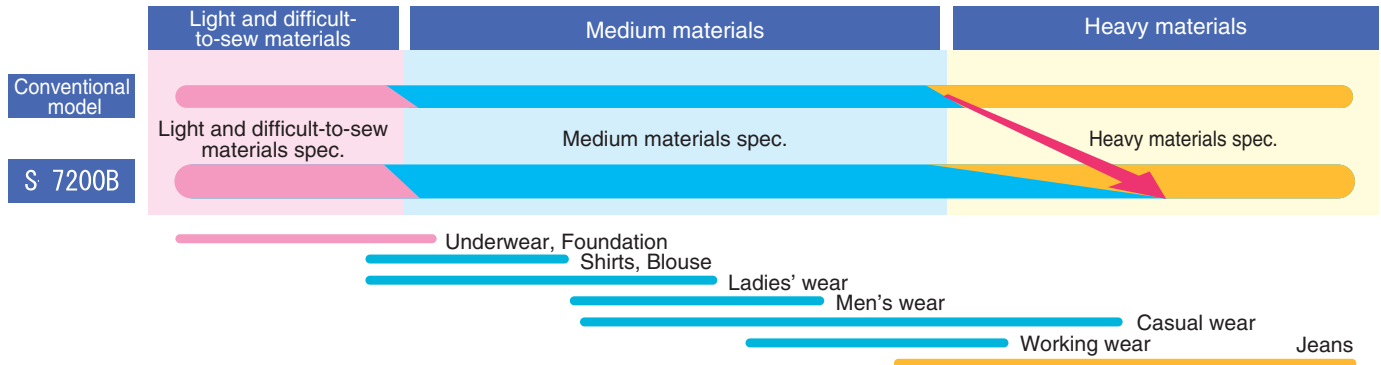 Light and difficult-
to-sew materials
Medium materials
Heavy materials
Conventional
model
Light and difficult-to-sew
materials spec.
Medium materials spec.
Heavy materials spec.
S 7200B
Underwear, Foundation
Shirts, Blouse
Ladies’ wear
Men’s wear
Casual wear
Working wear
Jeans